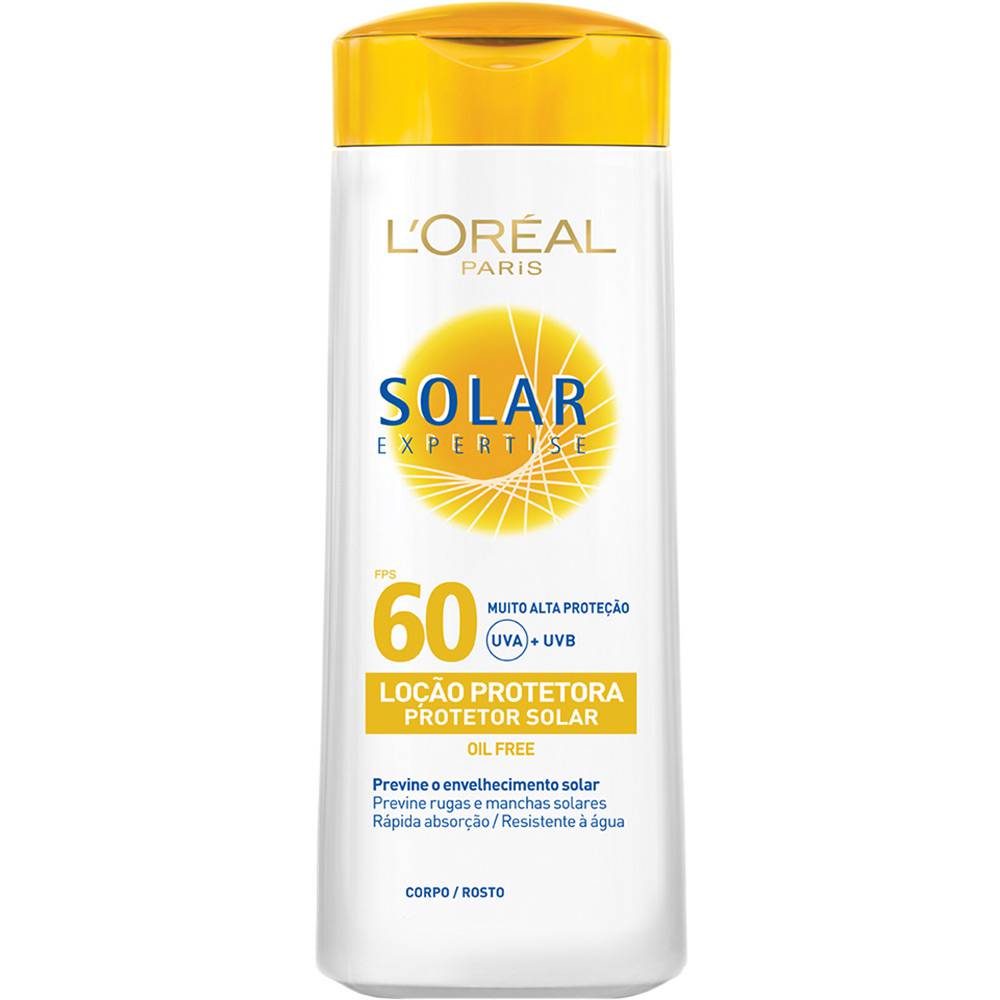 L'ORÉAL
PARiS
SOLAR
EXPERTISE
FPS
60
MUITO ALTA PROTEÇÃO
UVA + UVB
LOÇÃO PROTETORA
PROTETOR SOLAR
OIL FREE
Previne o envelhecimento solar
Previne rugas e manchas solares
Rápida absorção / Resistente à água
CORPO / ROSTO